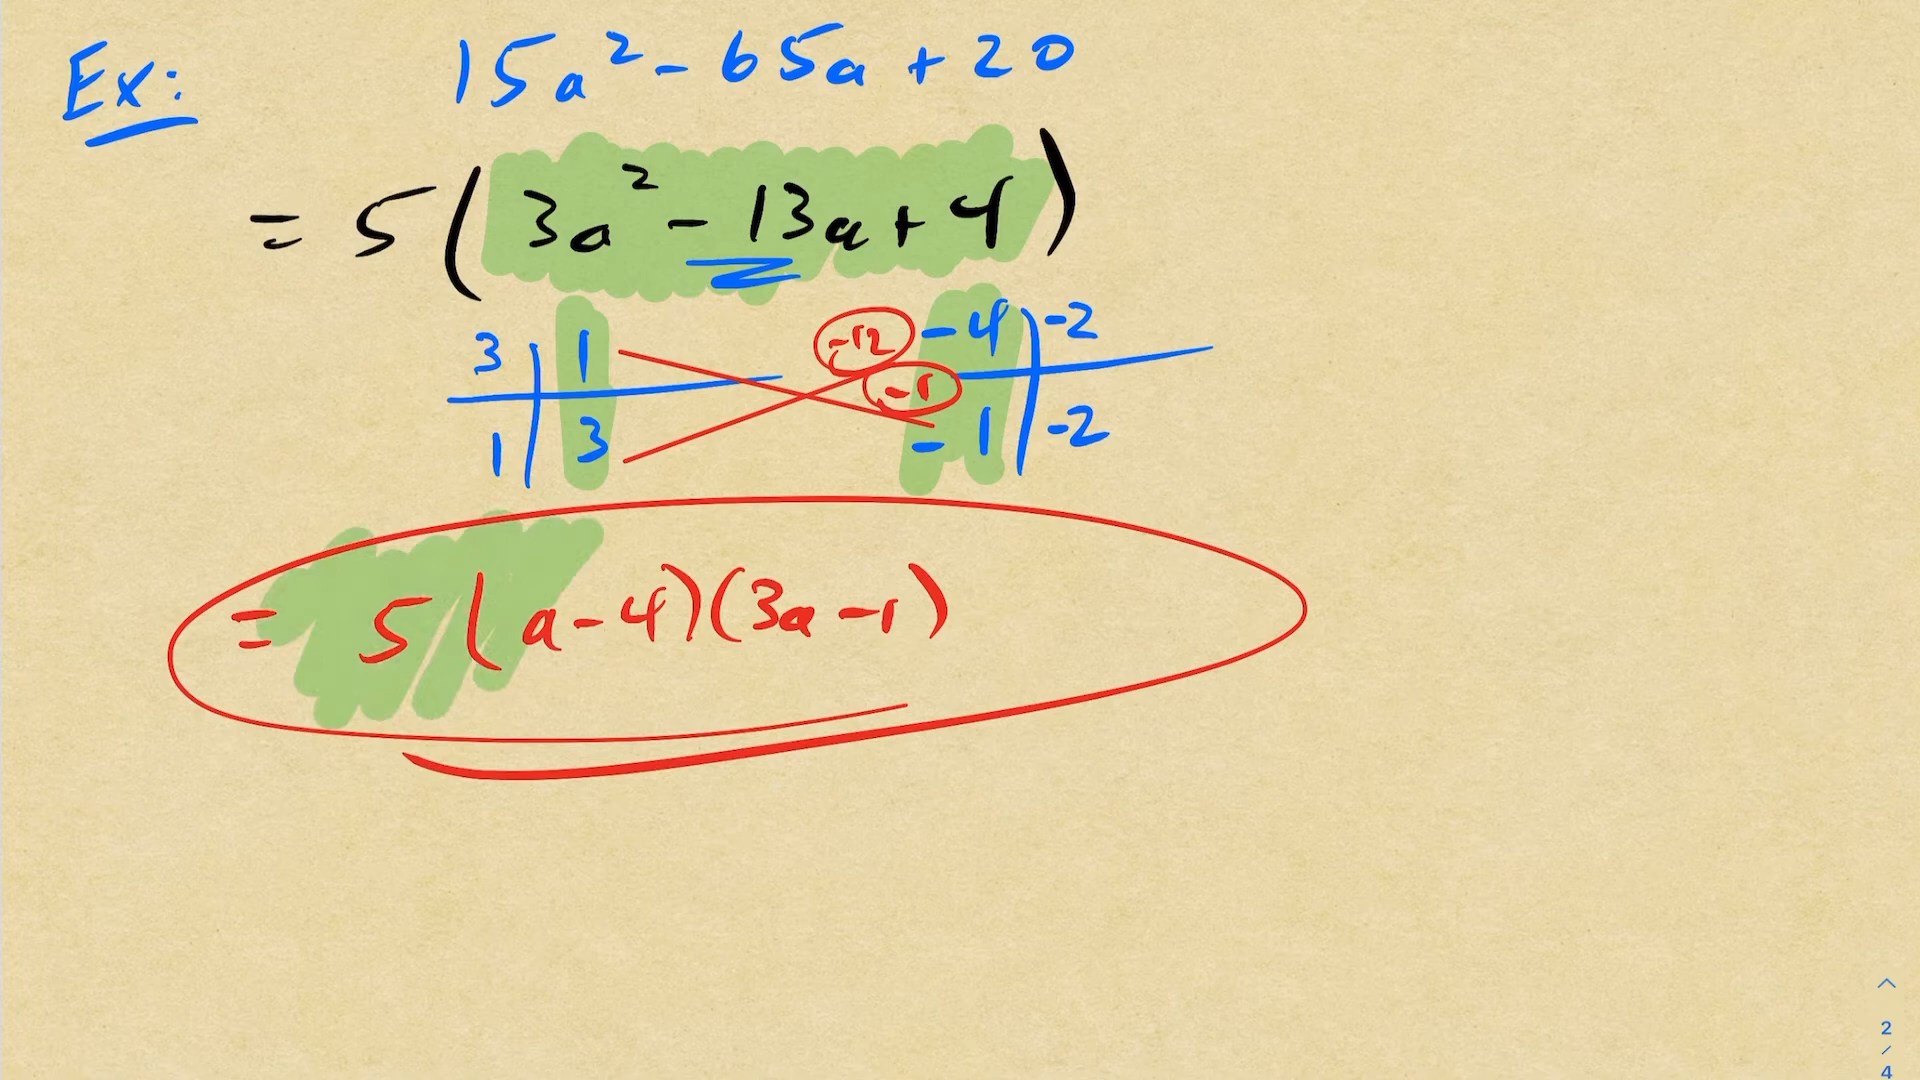 Ex: 15a² - 65a + 20
= 5(3a² - 13a + 4)
3 | 1 -12 -4 | -2
-1
1 | 3 -1 | -2
= 5(a-4)(3a-1)
^
2
/
4